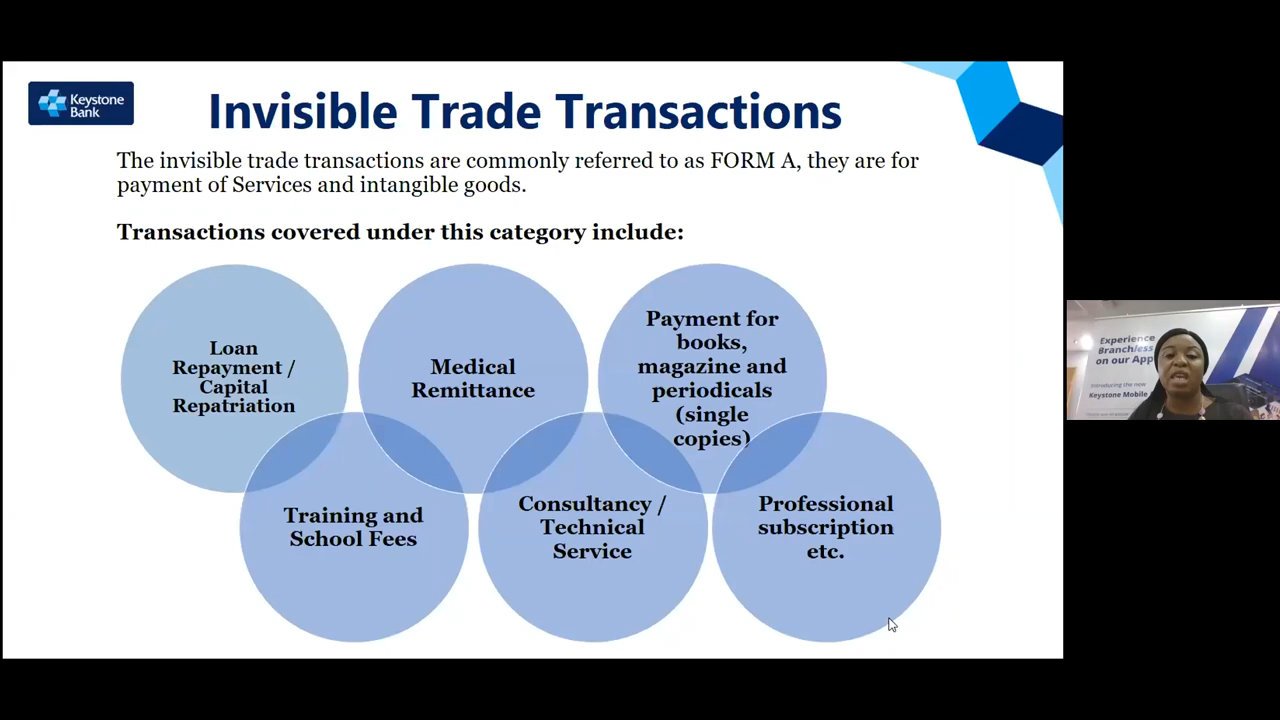 Keystone
Bank
Invisible Trade Transactions
The invisible trade transactions are commonly referred to as FORM A, they are for
payment of Services and intangible goods.
Transactions covered under this category include:
Loan
Repayment /
Capital
Repatriation
Medical
Remittance
Payment for
books,
magazine and
periodicals
(single
copies)
Training and
School Fees
Consultancy /
Technical
Service
Professional
subscription
etc.
Experience
Branchless
on our App
Introducing the new
Keystone Mobile